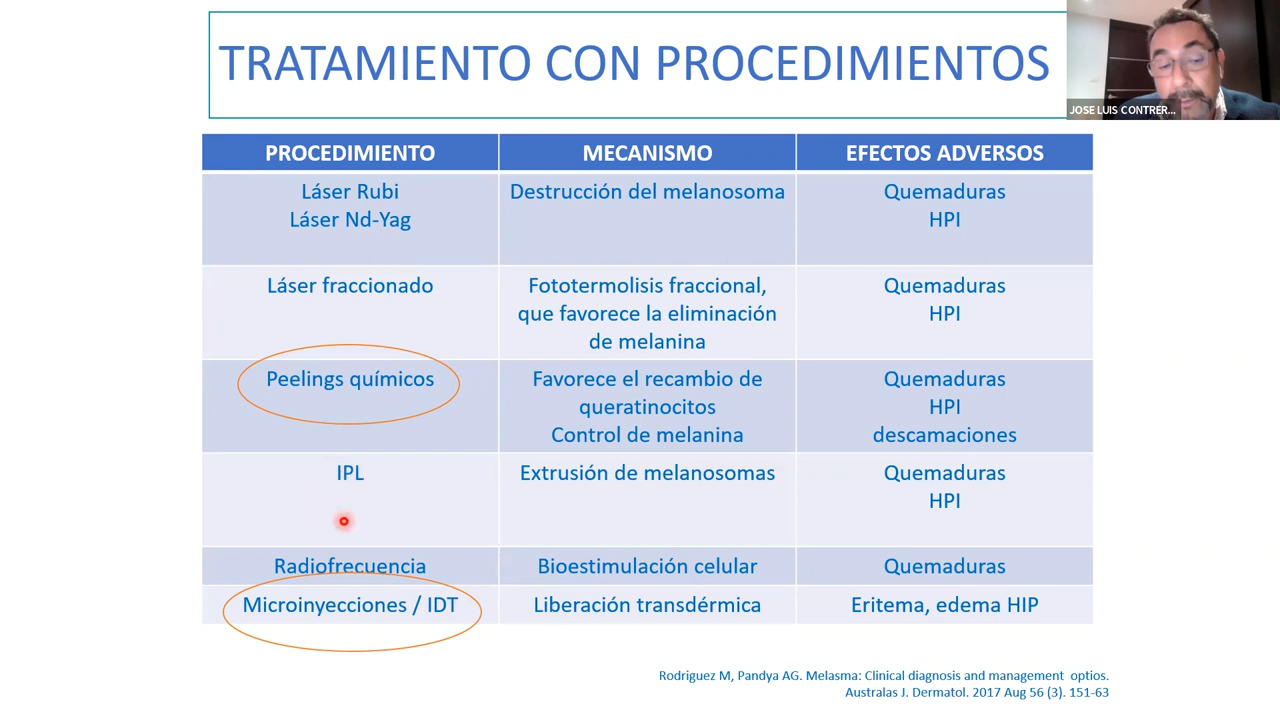 TRATAMIENTO CON PROCEDIMIENTOS
JOSE LUIS CONTRER...
PROCEDIMIENTO MECANISMO EFECTOS ADVERSOS
Láser Rubi Destrucción del melanosoma Quemaduras
Láser Nd-Yag HPI
Láser fraccionado Fototermolisis fraccional, Quemaduras
que favorece la eliminación HPI
de melanina
Peelings químicos Favorece el recambio de Quemaduras
queratinocitos HPI
Control de melanina descamaciones
IPL Extrusión de melanosomas Quemaduras
HPI
Radiofrecuencia Bioestimulación celular Quemaduras
Microinyecciones / IDT Liberación transdérmica Eritema, edema HIP
Rodriguez M, Pandya AG. Melasma: Clinical diagnosis and management optios.
Australas J. Dermatol. 2017 Aug 56 (3). 151-63